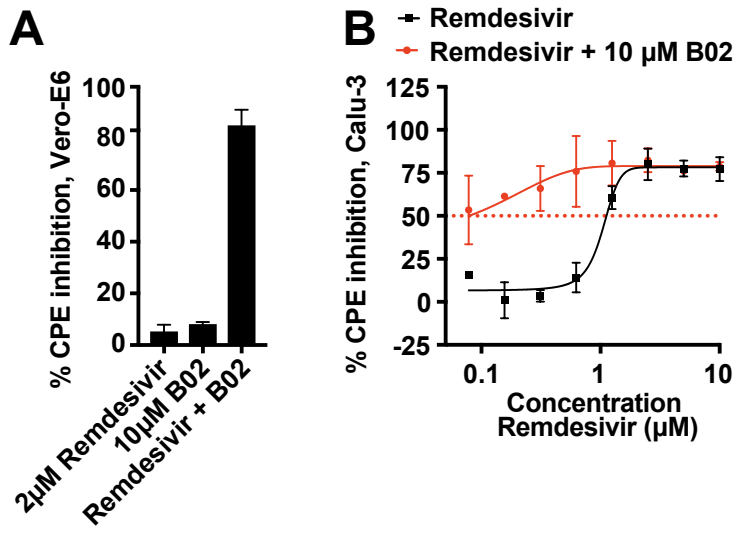 A
% CPE inhibition, Vero-E6
100
80
60
40
20
0
2µM Remdesivir
10µM B02
Remdesivir + B02
B
Remdesivir
Remdesivir + 10 µM B02
% CPE inhibition, Calu-3
125
100
75
50
25
0
-25
0.1
1
10
Concentration
Remdesivir (µM)